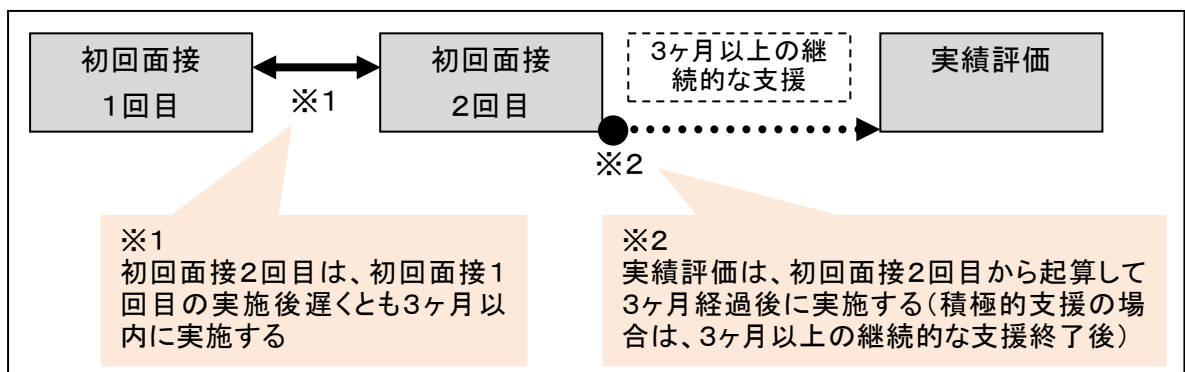 初回面接
1回目
※1
初回面接
2回目
3ヶ月以上の継
続的な支援
実績評価
※2
※1
初回面接2回目は、初回面接1
回目の実施後遅くとも3ヶ月以
内に実施する
※2
実績評価は、初回面接2回目から起算して
3ヶ月経過後に実施する(積極的支援の場
合は、3ヶ月以上の継続的な支援終了後)